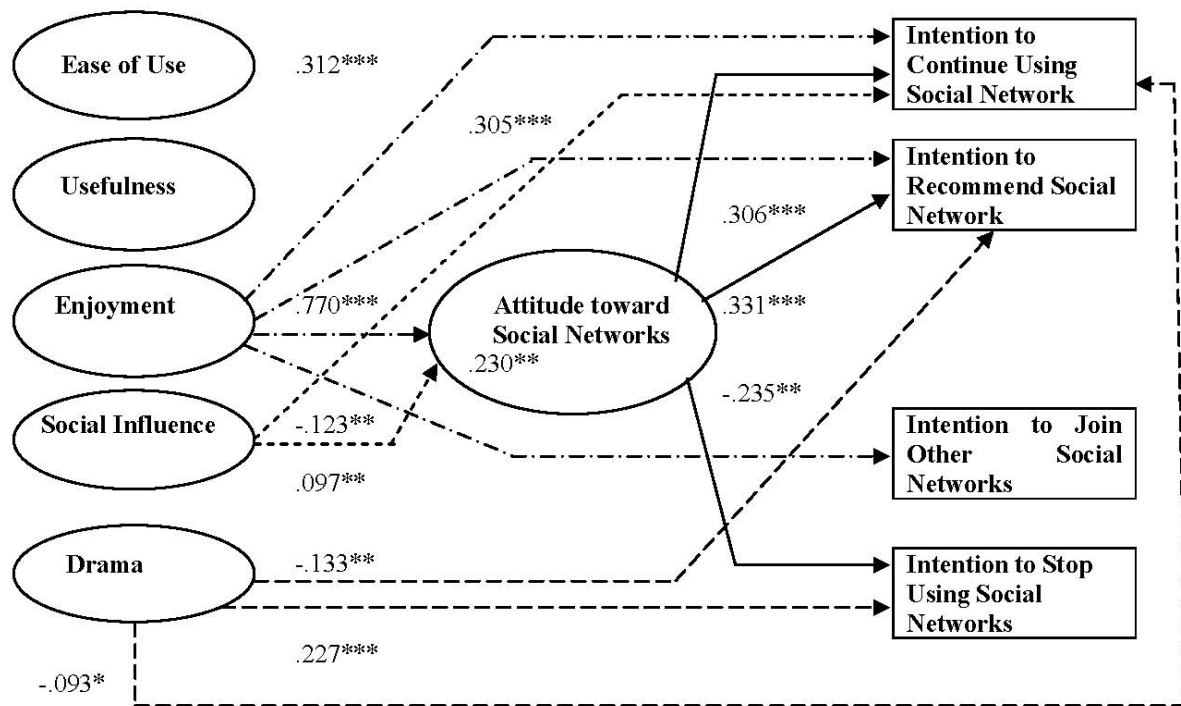 Ease of Use
.312***
Intention to
Continue Using
Social Network
.305***
Usefulness
Intention to
Recommend Social
Network
.306***
Enjoyment
.770***
Attitude toward
Social Networks
.331***
.230**
-.235**
Social Influence
-.123**
Intention to Join
Other Social
Networks
.097**
Drama
-.133**
Intention to Stop
Using Social
Networks
.227***
-.093*